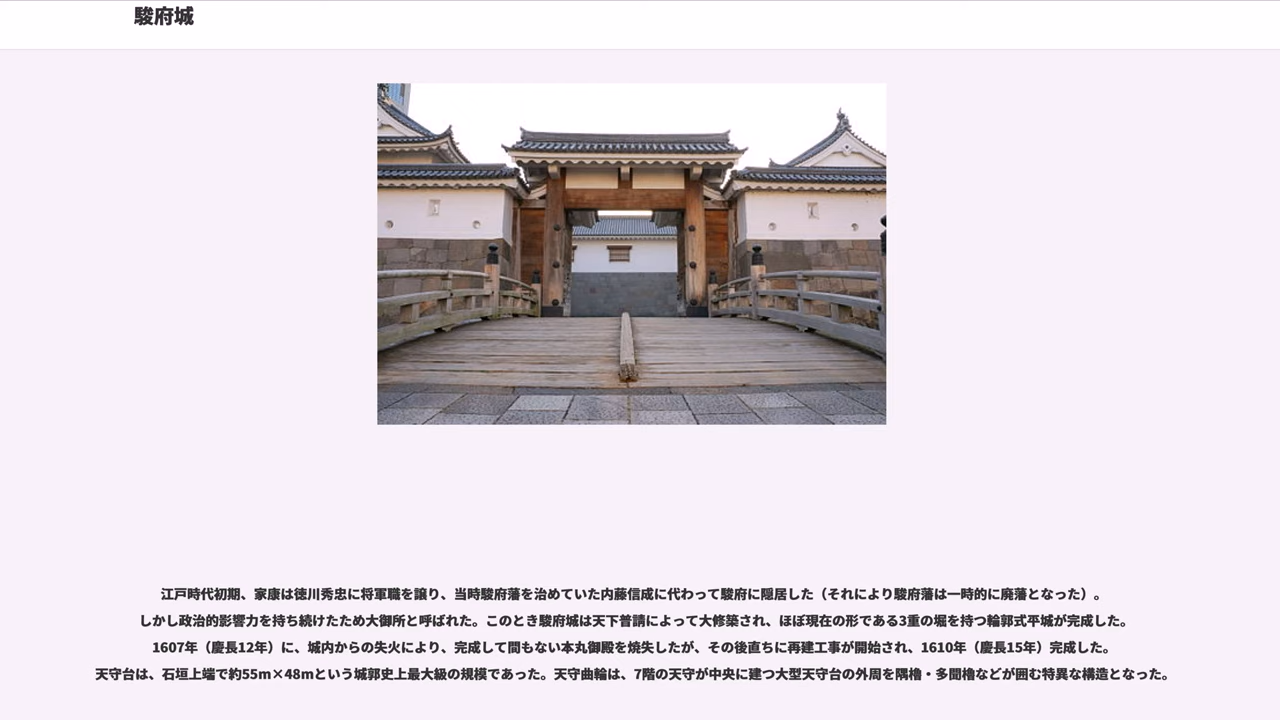 駿府城
江戸時代初期、家康は徳川秀忠に将軍職を譲り、当時駿府藩を治めていた内藤信成に代わって駿府に隠居した（それにより駿府藩は一時的に廃藩となった）。
しかし政治的影響力を持ち続けたため大御所と呼ばれた。このとき駿府城は天下普請によって大修築され、ほぼ現在の形である3重の堀を持つ輪郭式平城が完成した。
1607年（慶長12年）に、城内からの失火により、完成して間もない本丸御殿を焼失したが、その後直ちに再建工事が開始され、1610年（慶長15年）完成した。
天守台は、石垣上端で約55m×48mという城郭史上最大級の規模であった。天守曲輪は、7階の天守が中央に建つ大型天守台の外周を隅櫓・多聞櫓などが囲む特異な構造となった。